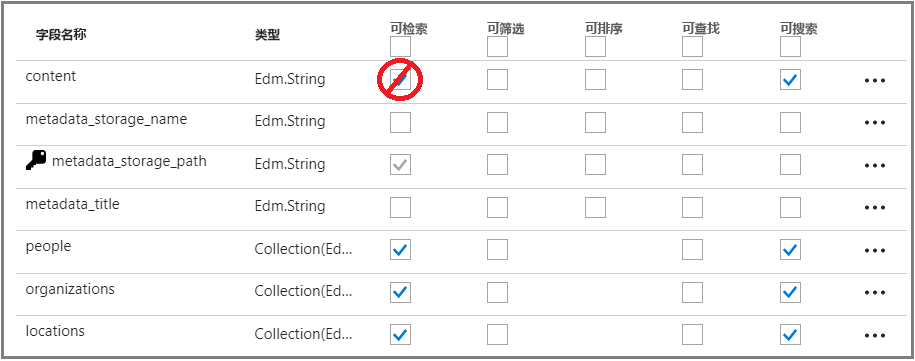 字段名称 类型 可检索 可筛选 可排序 可查找 可搜索
content Edm.String
metadata_storage_name Edm.String
metadata_storage_path Edm.String
metadata_title Edm.String
people Collection(Ed...
organizations Collection(Ed...
locations Collection(Ed...